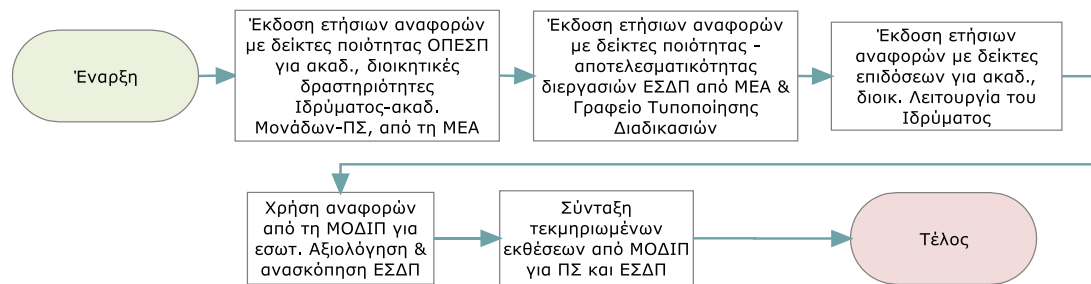 Έναρξη
Έκδοση ετήσιων αναφορών
με δείκτες ποιότητας ΟΠΕΣΠ
για ακαδ., διοικητικές
δραστηριότητες
Ιδρύματος-ακαδ.
Μονάδων-ΠΣ, από τη ΜΕΑ
Έκδοση ετήσιων αναφορών
με δείκτες ποιότητας -
αποτελεσματικότητας
διεργασιών ΕΣΔΠ από ΜΕΑ &
Γραφείο Τυποποίησης
Διαδικασιών
Έκδοση ετήσιων
αναφορών με δείκτες
επιδόσεων για ακαδ.,
διοικ. Λειτουργία του
Ιδρύματος
Χρήση αναφορών
από τη ΜΟΔΙΠ για
εσωτ. Αξιολόγηση &
ανασκόπηση ΕΣΔΠ
Σύνταξη
τεκμηριωμένων
εκθέσεων από ΜΟΔΙΠ
για ΠΣ και ΕΣΔΠ
Τέλος